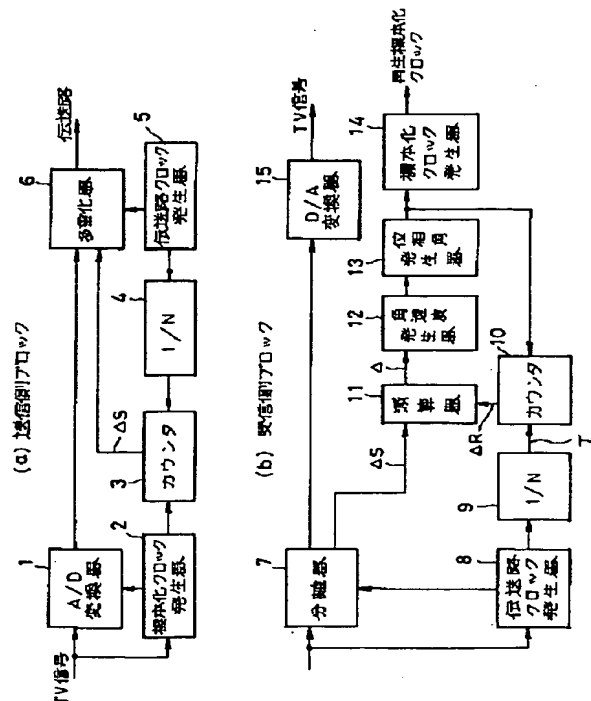 (a) 送信側ブロック
TV信号
1
A/D
変換器
2
標本化クロック
発生器
3
カウンタ
ΔS
4
1/N
5
伝送路クロック
発生器
6
多重化器
伝送路
(b) 受信側ブロック
7
分離器
8
伝送路
クロック
発生器
9
1/N
T
10
カウンタ
ΔR
ΔS
11
減算器
Δ
12
角速度
発生器
13
位相角
発生器
14
標本化
クロック
発生器
再生標本化
クロック
15
D/A
変換器
TV信号